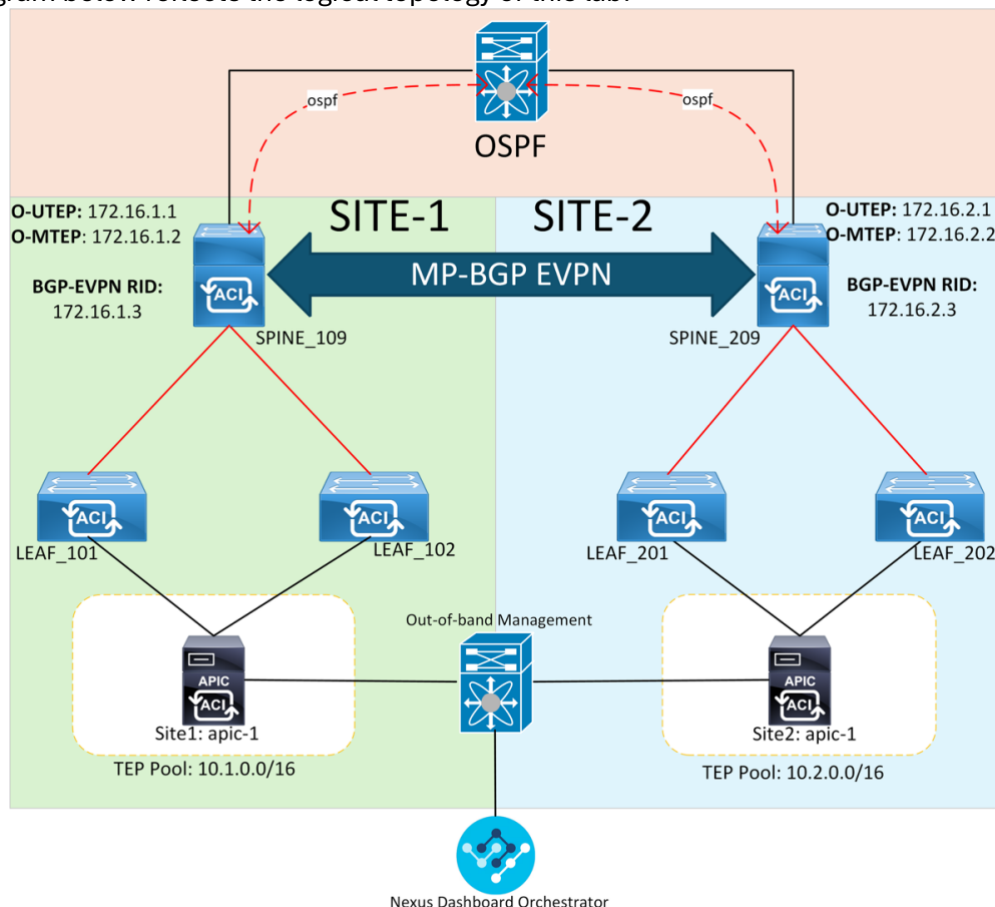 ospf
ospf
OSPF
O-UTEP: 172.16.1.1
O-MTEP: 172.16.1.2
SITE-1
SITE-2
O-UTEP: 172.16.2.1
O-MTEP: 172.16.2.2
BGP-EVPN RID:
172.16.1.3
ACI
MP-BGP EVPN
ACI
BGP-EVPN RID:
172.16.2.3
SPINE_109
SPINE_209
ACI
ACI
ACI
ACI
LEAF_101
LEAF_102
LEAF_201
LEAF_202
Out-of-band Management
APIC
ACI
APIC
ACI
Site1: apic-1
Site2: apic-1
TEP Pool: 10.1.0.0/16
TEP Pool: 10.2.0.0/16
Nexus Dashboard Orchestrator